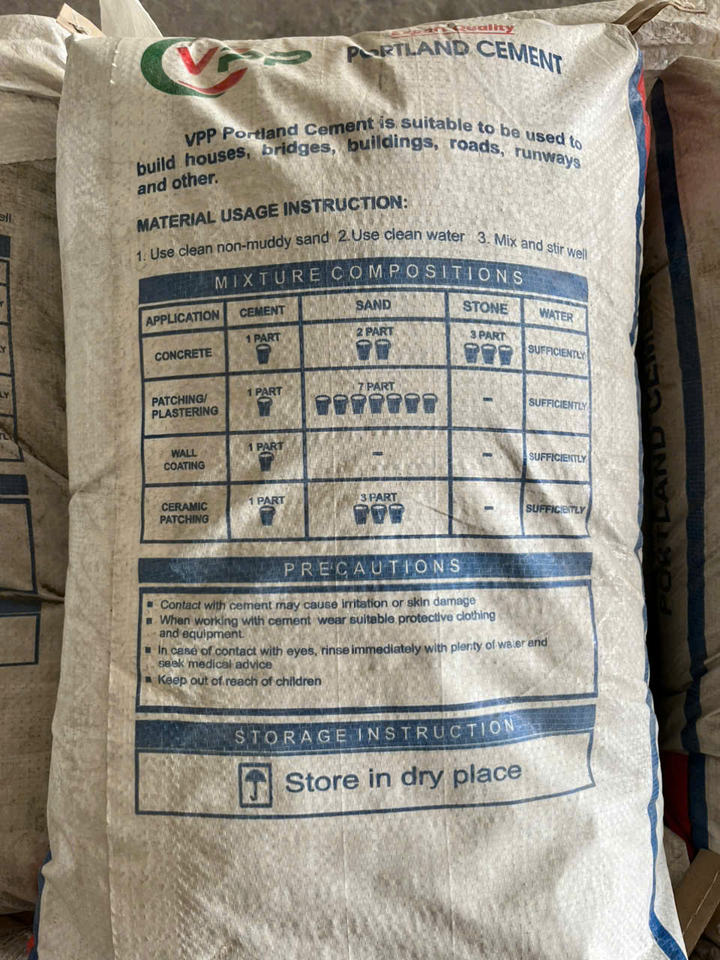 Export Quality
VPP PORTLAND CEMENT
VPP Portland Cement is suitable to be used to
build houses, bridges, buildings, roads, runways
and other.
MATERIAL USAGE INSTRUCTION:
1. Use clean non-muddy sand 2.Use clean water 3. Mix and stir well
MIXTURE COMPOSITIONS
APPLICATION CEMENT SAND STONE WATER
CONCRETE 1 PART 2 PART 3 PART SUFFICIENTLY
PATCHING/
PLASTERING 1 PART 7 PART - SUFFICIENTLY
WALL
COATING 1 PART - - SUFFICIENTLY
CERAMIC
PATCHING 1 PART 3 PART - SUFFICIENTLY
PRECAUTIONS
▪ Contact with cement may cause irritation or skin damage
▪ When working with cement wear suitable protective clothing
and equipment.
▪ In case of contact with eyes, rinse immediately with plenty of water and
seek medical advice
▪ Keep out of reach of children
STORAGE INSTRUCTION
Store in dry place
PORTLAND CEM